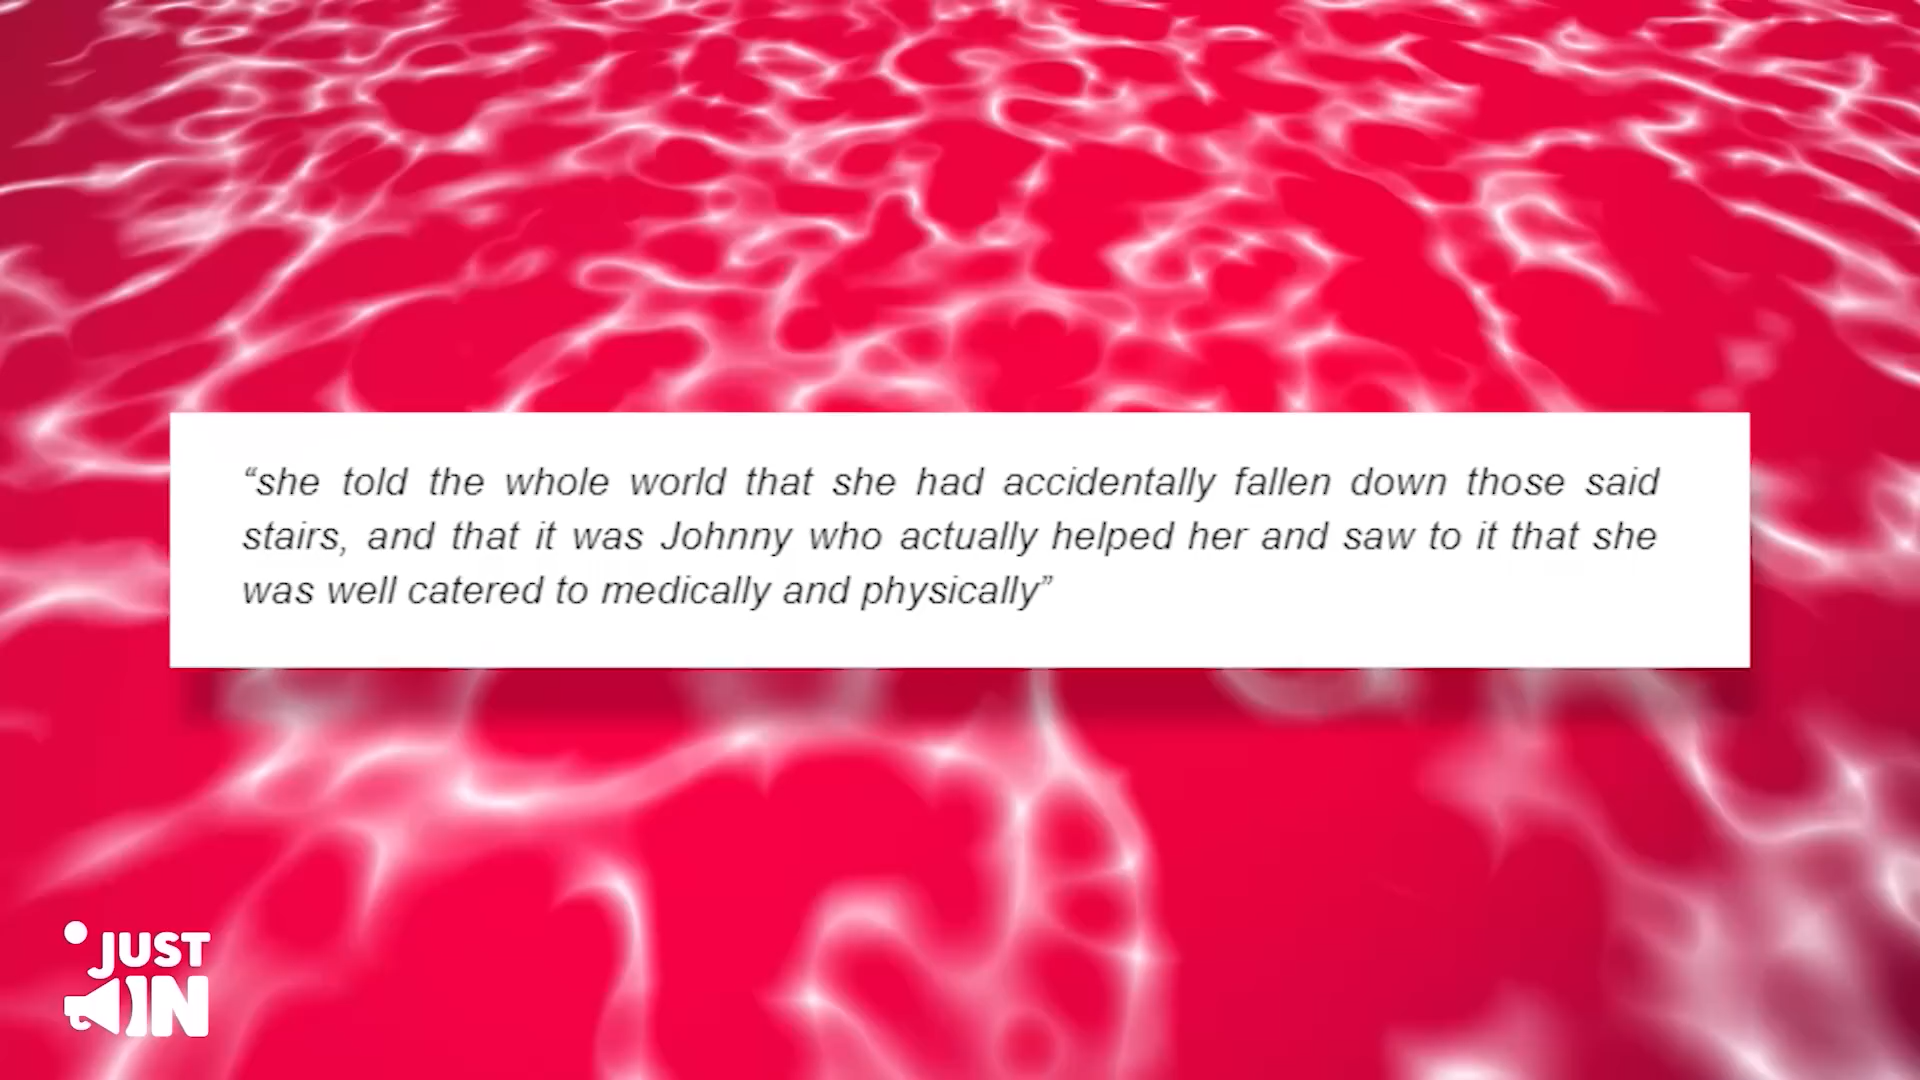 “she told the whole world that she had accidentally fallen down those said
stairs, and that it was Johnny who actually helped her and saw to it that she
was well catered to medically and physically”
JUST
IN